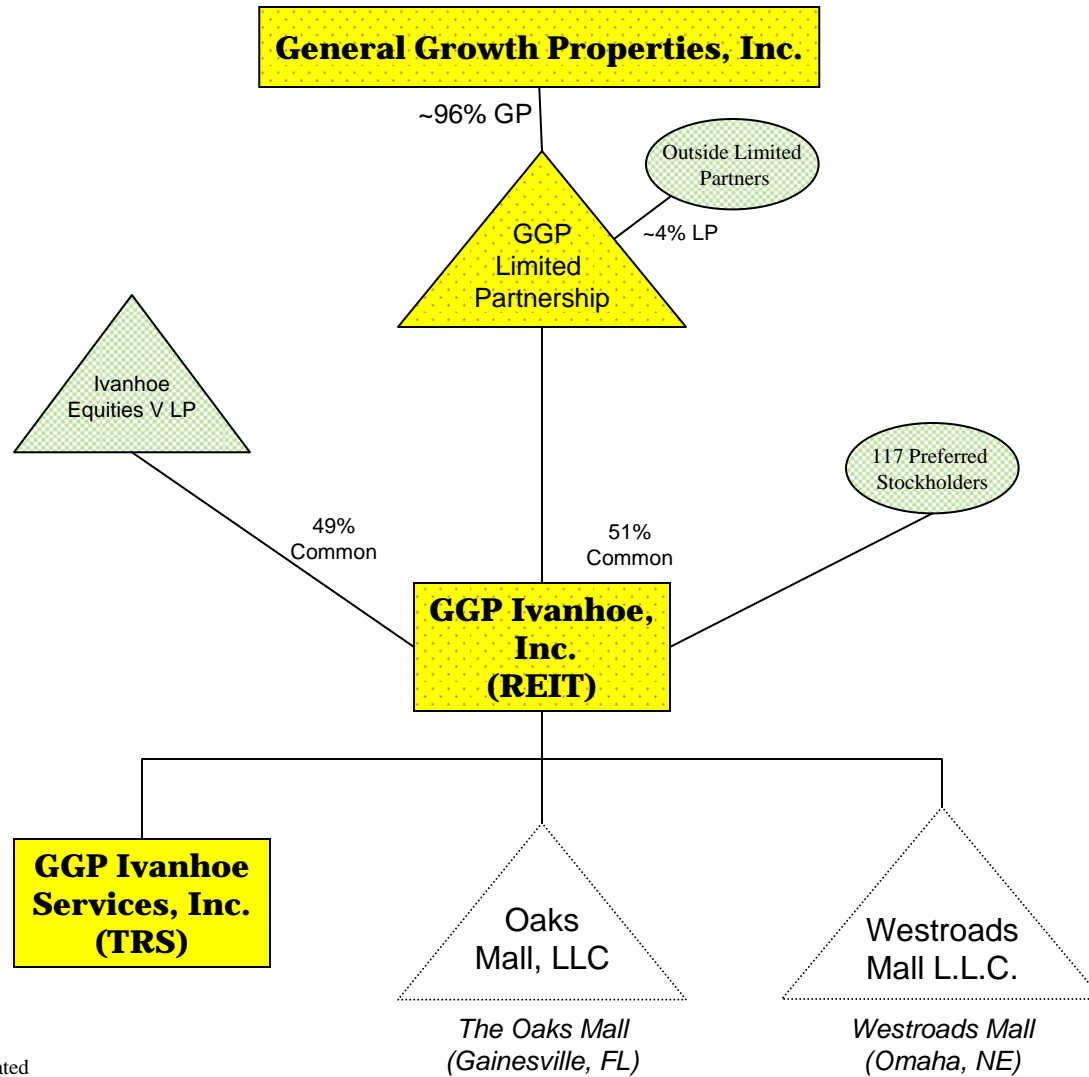 General Growth Properties, Inc.
~96% GP
Outside Limited
Partners
~4% LP
GGP
Limited
Partnership
Ivanhoe
Equities V LP
117 Preferred
Stockholders
49%
Common
51%
Common
GGP Ivanhoe,
Inc.
(REIT)
GGP Ivanhoe
Services, Inc.
(TRS)
Oaks
Mall, LLC
Westroads
Mall L.L.C.
The Oaks Mall
(Gainesville, FL)
Westroads Mall
(Omaha, NE)